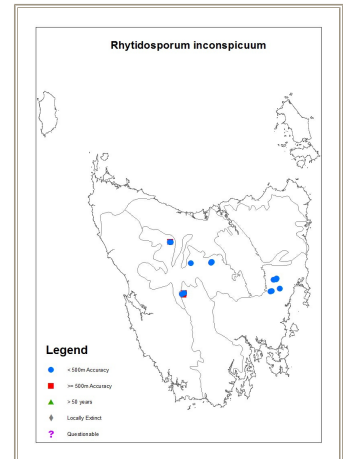 Rhytidosporum inconspicuum
Legend
< 500m Accuracy
>= 500m Accuracy
> 50 years
Locally Extinct
? Questionable